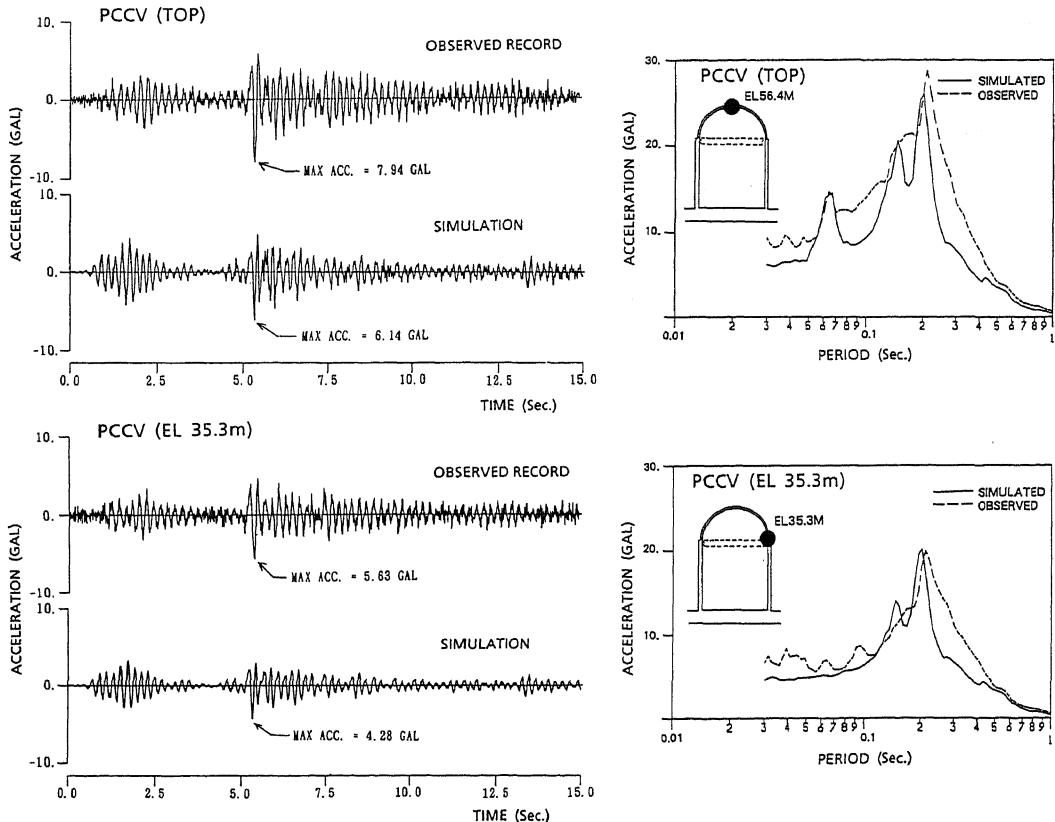 PCCV (TOP)
10.
OBSERVED RECORD
0.
MAX ACC. = 7.94 GAL
-10.
10.
SIMULATION
0.
MAX ACC. = 6.14 GAL
-10.
ACCELERATION (GAL)
0.0 2.5 5.0 7.5 10.0 12.5 15.0
TIME (Sec.)
30.
PCCV (TOP)
EL56.4M
SIMULATED
OBSERVED
20.
10.
ACCELERATION (GAL)
0.01 2 3 4 5 6 7 8 9 0.1 2 3 4 5 6 7 8 9 1
PERIOD (Sec.)
PCCV (EL 35.3m)
10.
OBSERVED RECORD
0.
MAX ACC. = 5.63 GAL
-10.
10.
SIMULATION
0.
MAX ACC. = 4.28 GAL
-10.
ACCELERATION (GAL)
0.0 2.5 5.0 7.5 10.0 12.5 15.0
TIME (Sec.)
30.
PCCV (EL 35.3m)
EL35.3M
SIMULATED
OBSERVED
20.
10.
ACCELERATION (GAL)
0.01 2 3 4 5 6 7 8 9 0.1 2 3 4 5 6 7 8 9 1
PERIOD (Sec.)